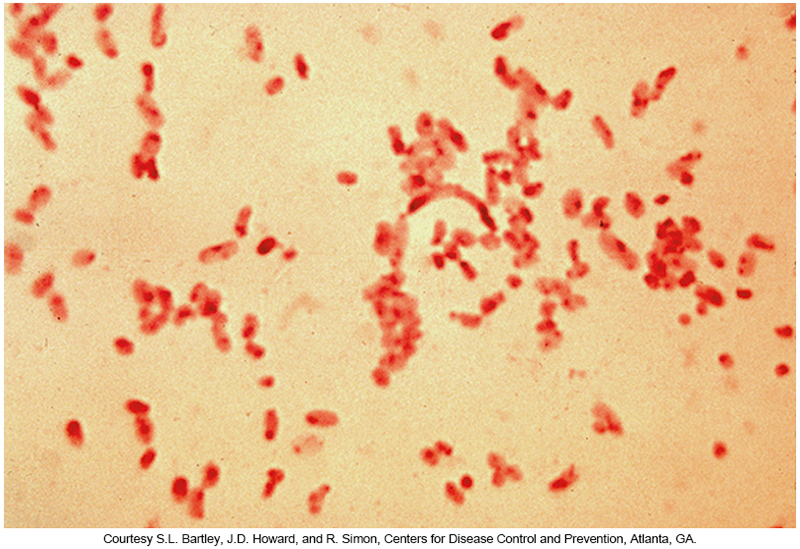 Courtesy S.L. Bartley, J.D. Howard, and R. Simon, Centers for Disease Control and Prevention, Atlanta, GA.